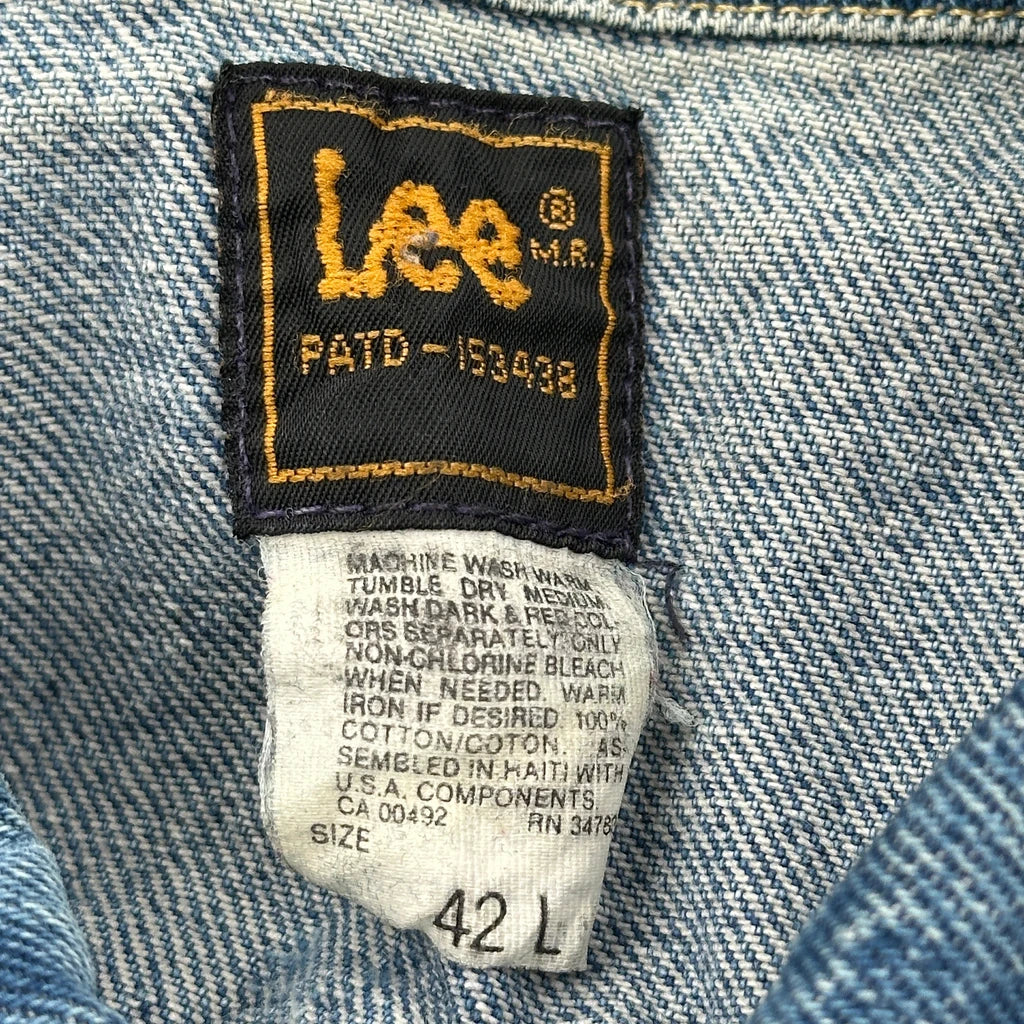 Lee ®
M.R.
PATD - 153438
MACHINE WASH WARM
TUMBLE DRY MEDIUM
WASH DARK & RED COL-
ORS SEPARATELY. ONLY
NON-CHLORINE BLEACH
WHEN NEEDED. WARM
IRON IF DESIRED. 100%
COTTON/COTON. AS-
SEMBLED IN HAITI WITH
U.S.A. COMPONENTS
CA 00492 RN
SIZE
42 L